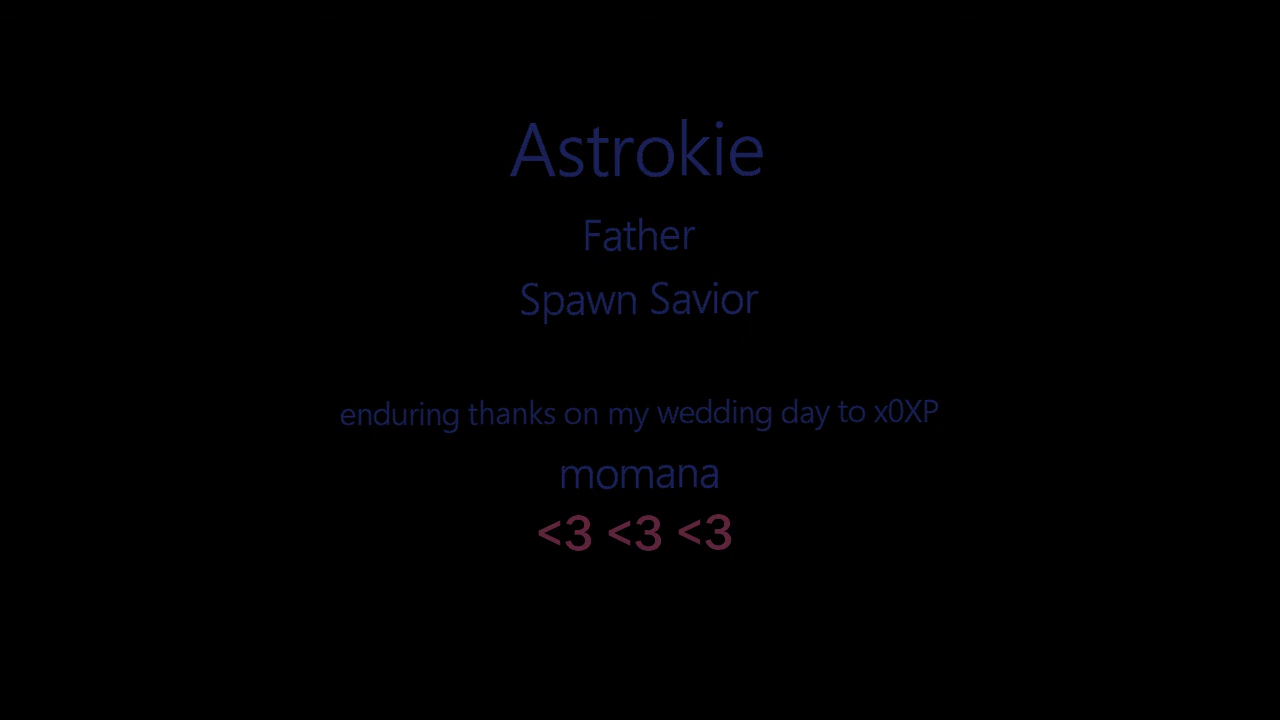 Astrokie
Father
Spawn Savior
enduring thanks on my wedding day to x0XP
momana
<3 <3 <3